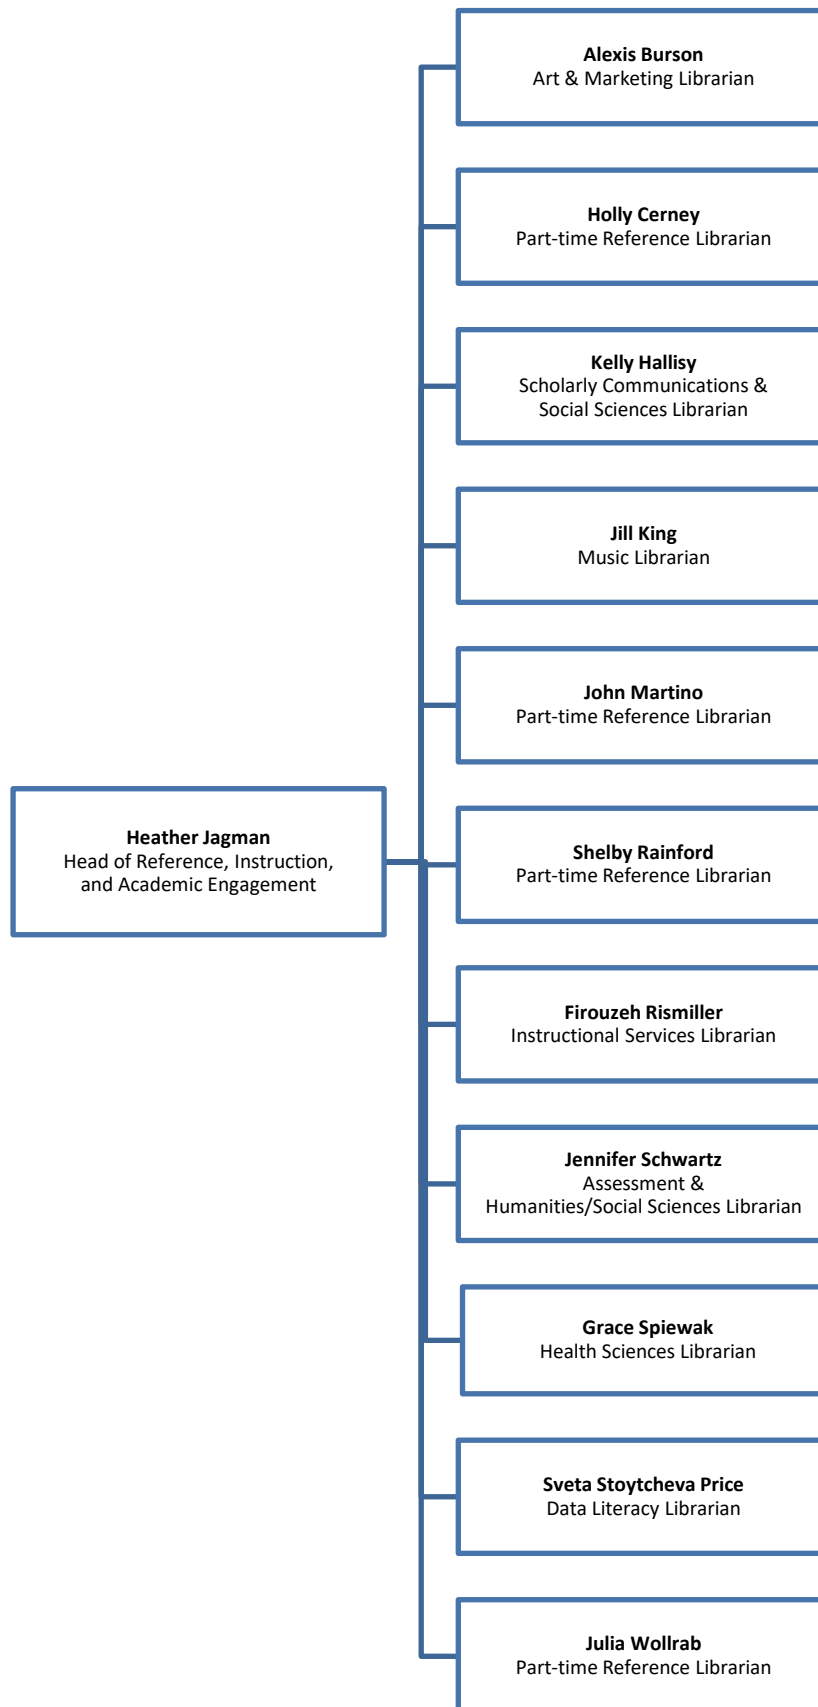 Alexis Burson
Art & Marketing Librarian
Holly Cerney
Part-time Reference Librarian
Kelly Hallisy
Scholarly Communications &
Social Sciences Librarian
Jill King
Music Librarian
John Martino
Part-time Reference Librarian
Heather Jagman
Head of Reference, Instruction,
and Academic Engagement
Shelby Rainford
Part-time Reference Librarian
Firouzeh Rismiller
Instructional Services Librarian
Jennifer Schwartz
Assessment &
Humanities/Social Sciences Librarian
Grace Spiewak
Health Sciences Librarian
Sveta Stoytcheva Price
Data Literacy Librarian
Julia Wollrab
Part-time Reference Librarian